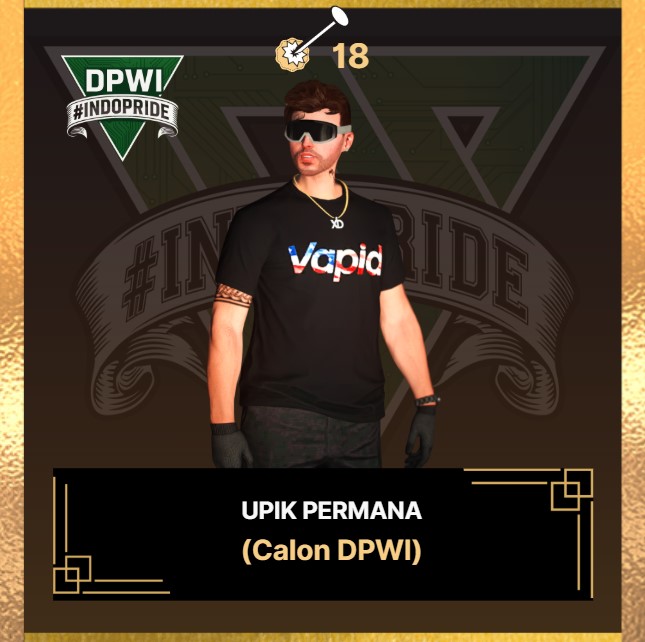 18
DPWI
#INDOPRIDE
#INDOPRIDE
XD
Vapid
UPIK PERMANA
(Calon DPWI)